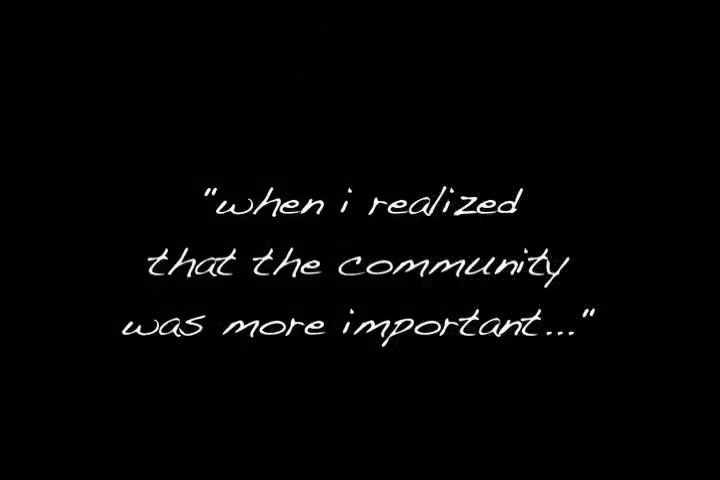 "when i realized
that the community
was more important..."